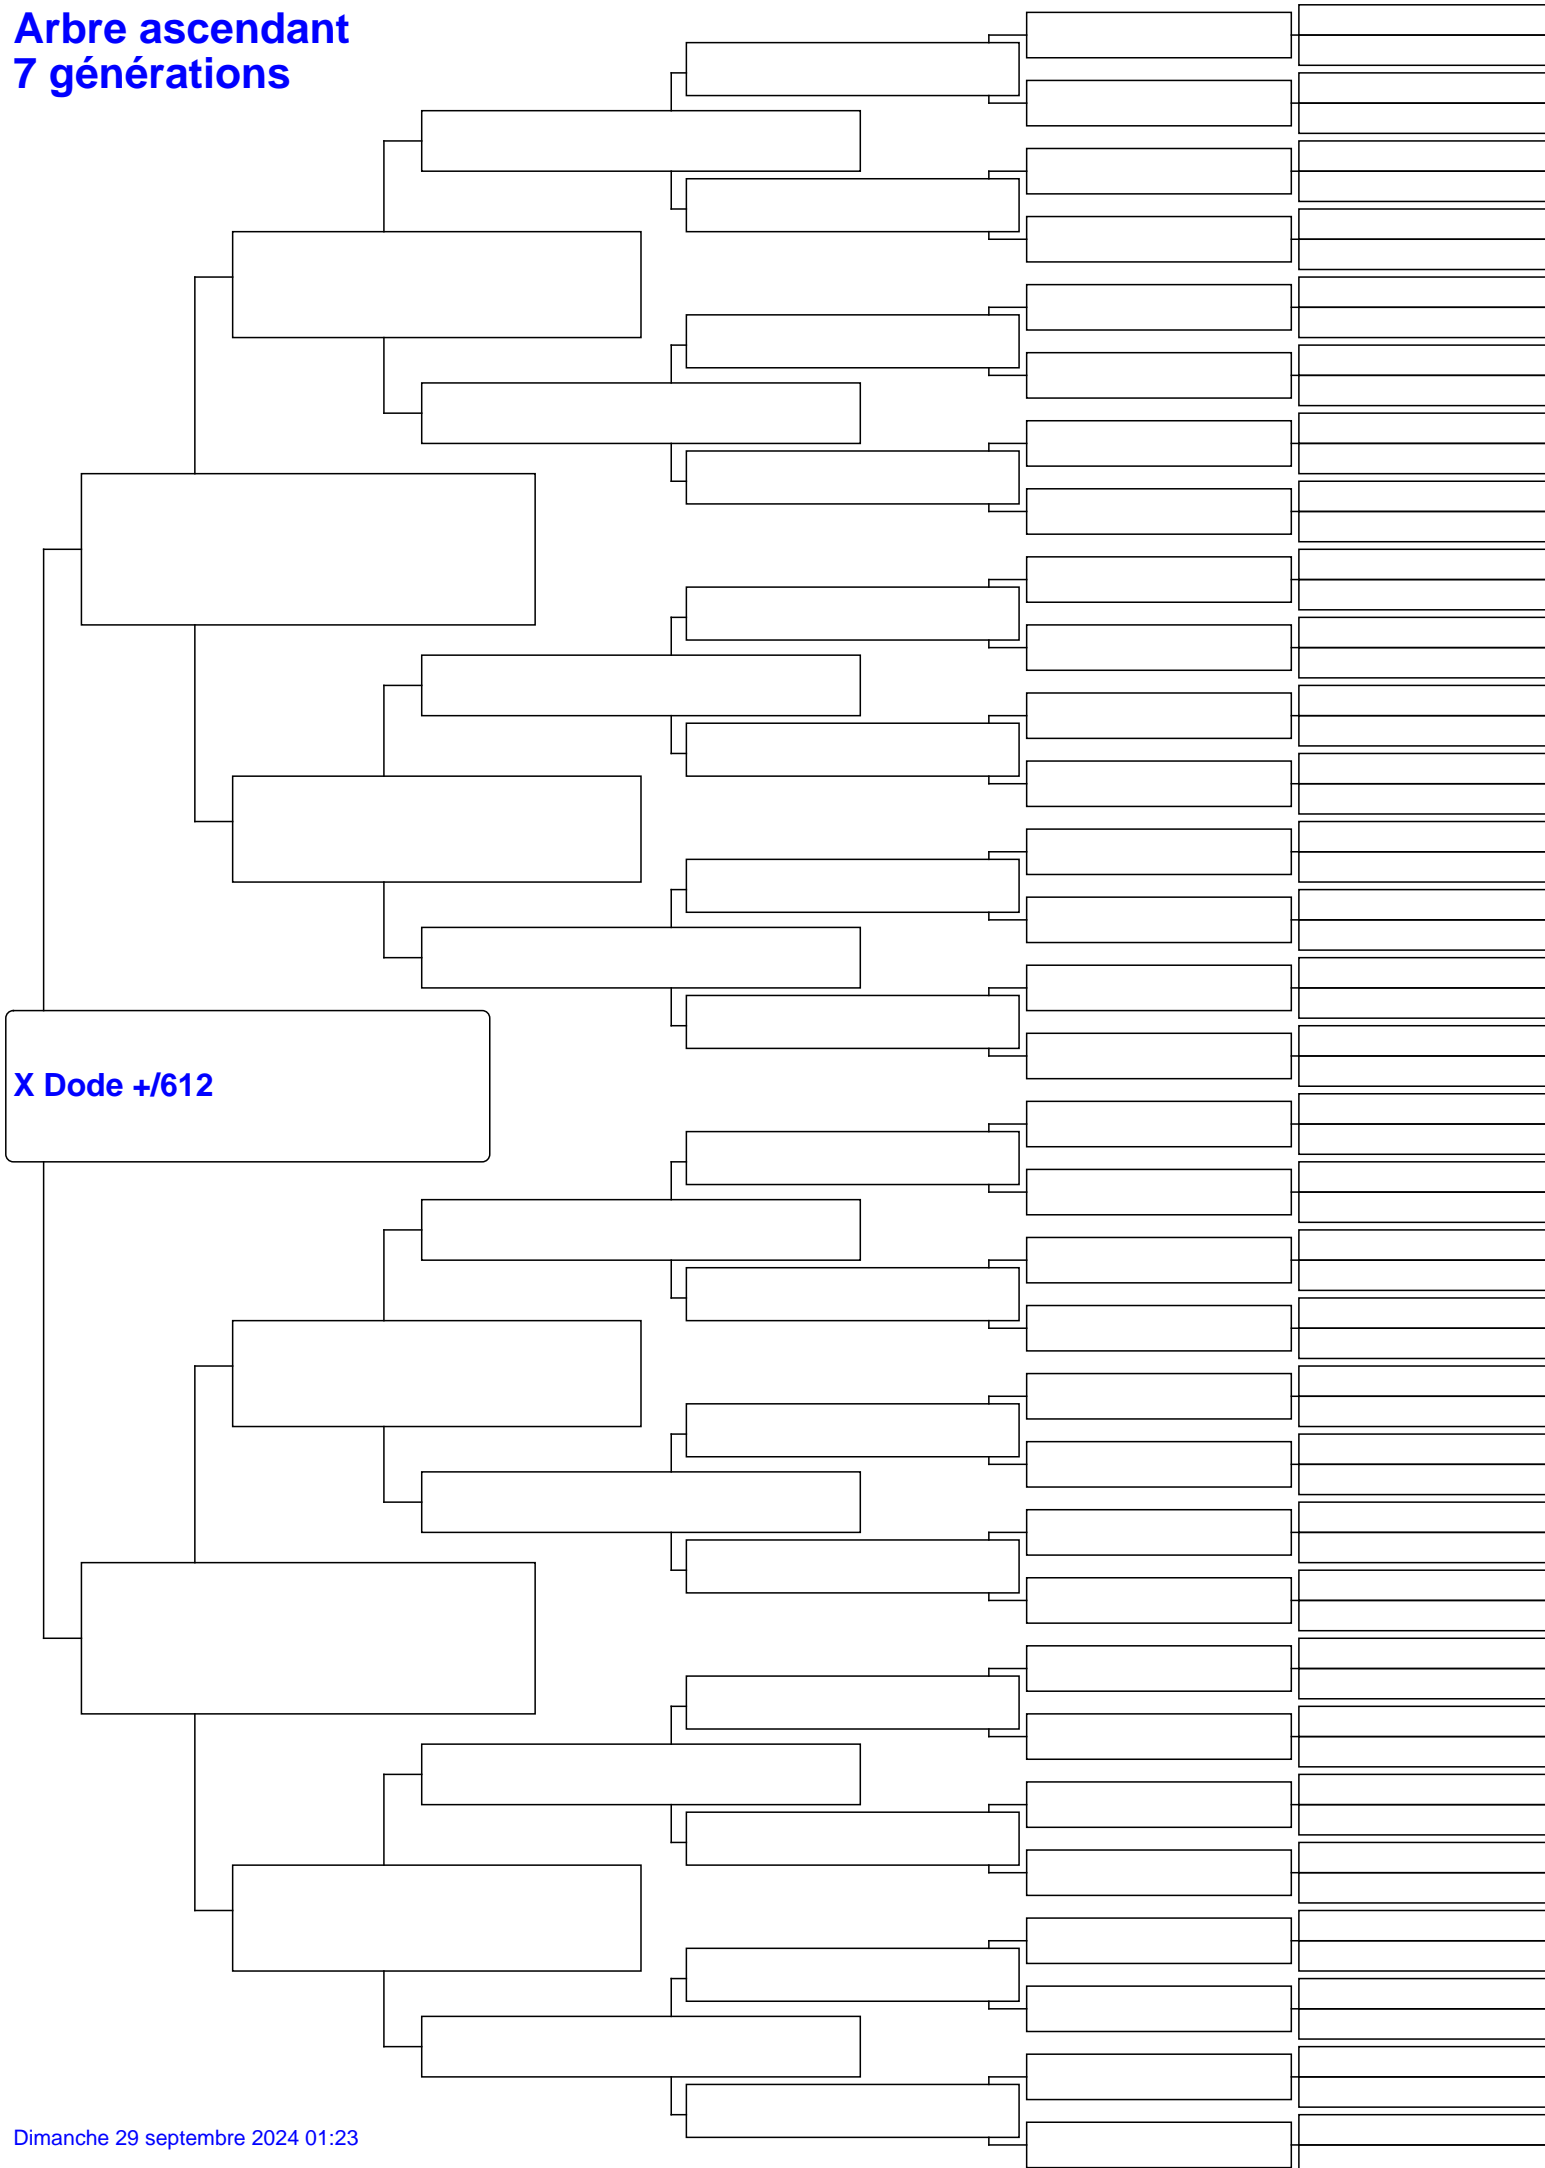 Arbre ascendant
7 générations
X Dode +/612
Dimanche 29 septembre 2024 01:23